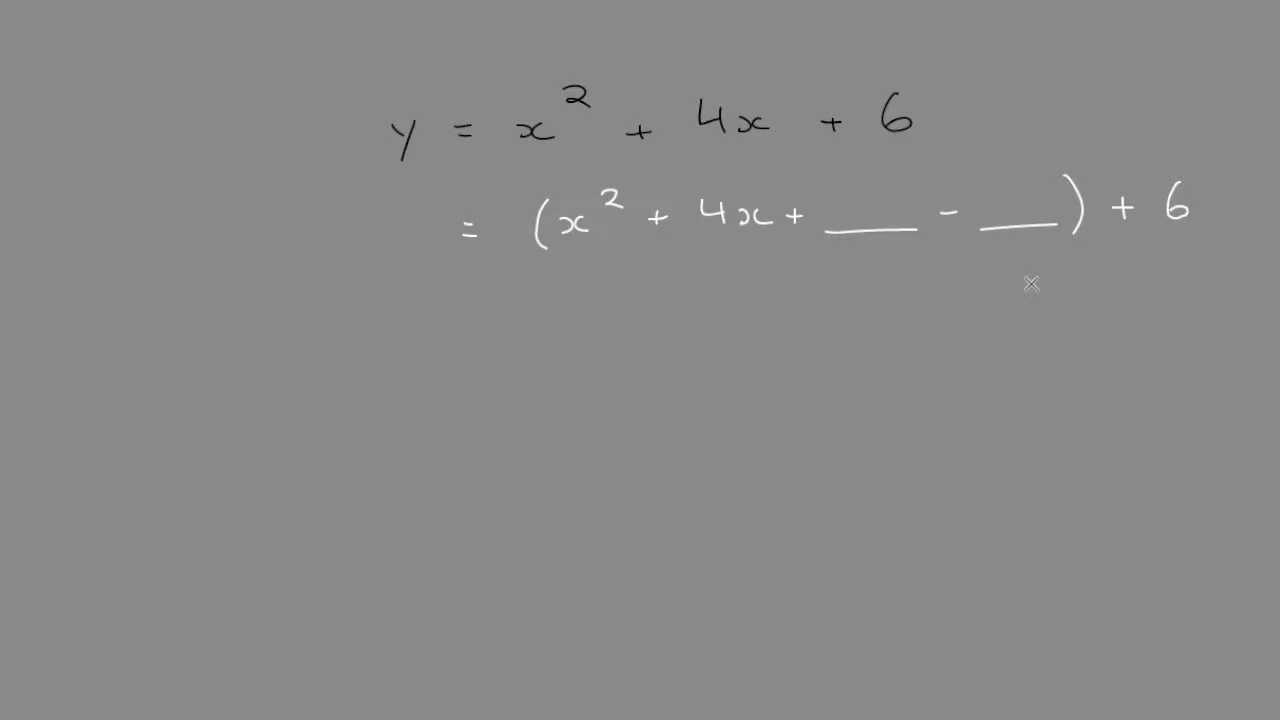 y = x² + 4x + 6
= (x² + 4x + ___ - ___) + 6